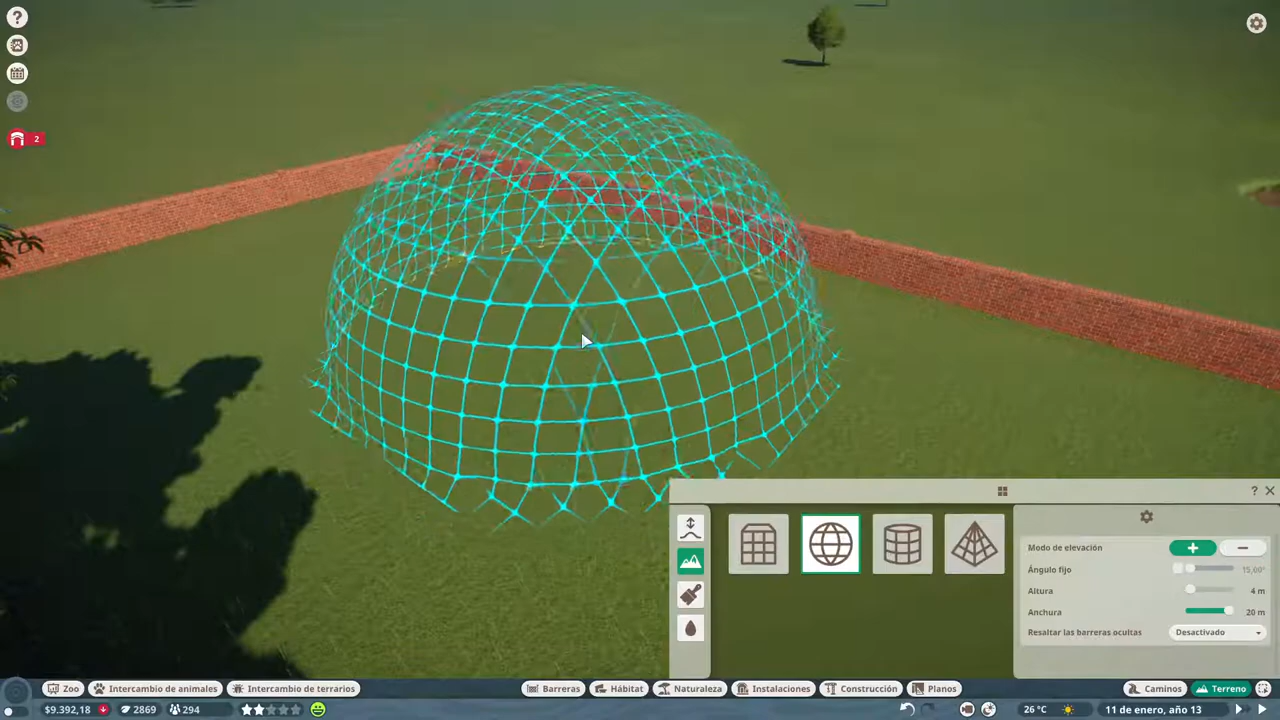 ?
2
? ×
Modo de elevación + −
Ángulo fijo 15,00°
Altura 4 m
Anchura 20 m
Resaltar las barreras ocultas Desactivado
Zoo Intercambio de animales Intercambio de terrarios Barreras Hábitat Naturaleza Instalaciones Construcción Planos Caminos Terreno
$9.392,18 2869 294 26 °C 11 de enero, año 13